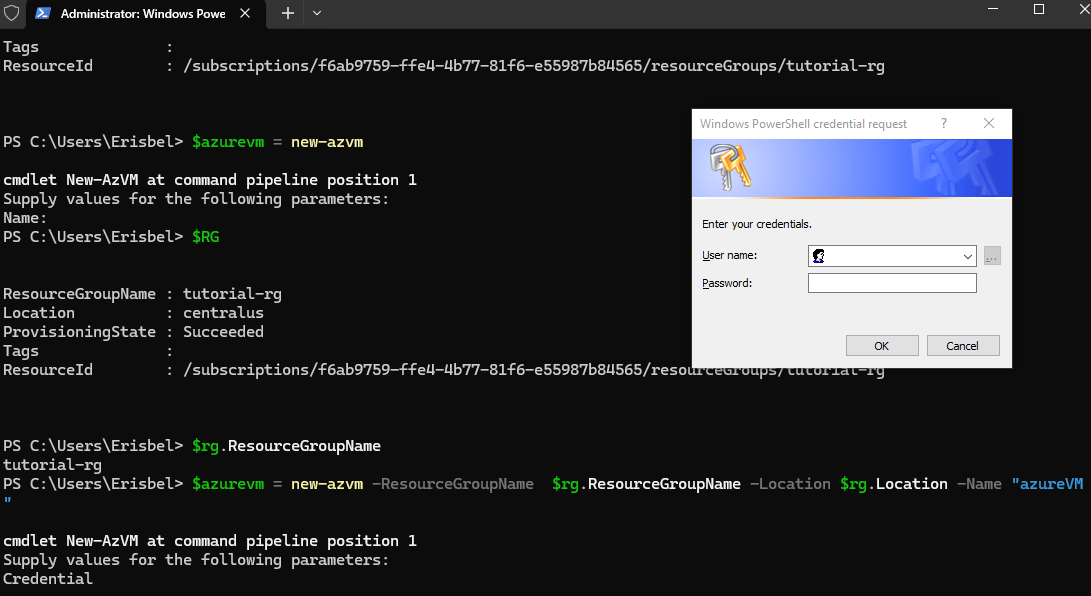 Administrator: Windows Powe
Tags :
ResourceId : /subscriptions/f6ab9759-ffe4-4b77-81f6-e55987b84565/resourceGroups/tutorial-rg
PS C:\Users\Erisbel> $azurevm = new-azvm
cmdlet New-AzVM at command pipeline position 1
Supply values for the following parameters:
Name:
PS C:\Users\Erisbel> $RG
ResourceGroupName : tutorial-rg
Location : centralus
ProvisioningState : Succeeded
Tags :
ResourceId : /subscriptions/f6ab9759-ffe4-4b77-81f6-e55987b84565/resourceGroups/tutorial-rg
PS C:\Users\Erisbel> $rg.ResourceGroupName
tutorial-rg
PS C:\Users\Erisbel> $azurevm = new-azvm -ResourceGroupName  $rg.ResourceGroupName -Location $rg.Location -Name "azureVM
"
cmdlet New-AzVM at command pipeline position 1
Supply values for the following parameters:
Credential
Windows PowerShell credential request ?
Enter your credentials.
User name:
...
Password:
OK Cancel